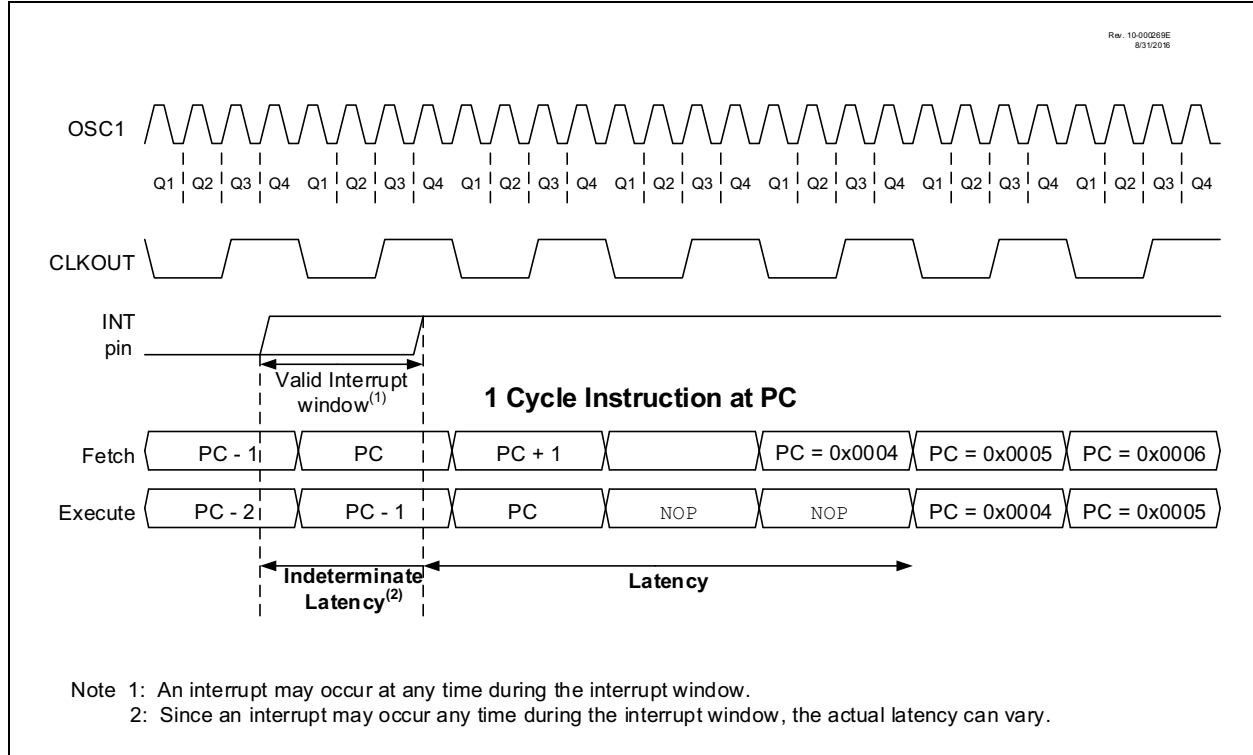 Rev. 10-000269E
8/31/2016
OSC1
Q1 Q2 Q3 Q4 Q1 Q2 Q3 Q4 Q1 Q2 Q3 Q4 Q1 Q2 Q3 Q4 Q1 Q2 Q3 Q4 Q1 Q2 Q3 Q4 Q1 Q2 Q3 Q4
CLKOUT
INT
pin
Valid Interrupt
window(1)
1 Cycle Instruction at PC
Fetch PC - 1 PC PC + 1 PC = 0x0004 PC = 0x0005 PC = 0x0006
Execute PC - 2 PC - 1 PC NOP NOP PC = 0x0004 PC = 0x0005
Indeterminate
Latency(2)
Latency
Note 1: An interrupt may occur at any time during the interrupt window.
2: Since an interrupt may occur any time during the interrupt window, the actual latency can vary.